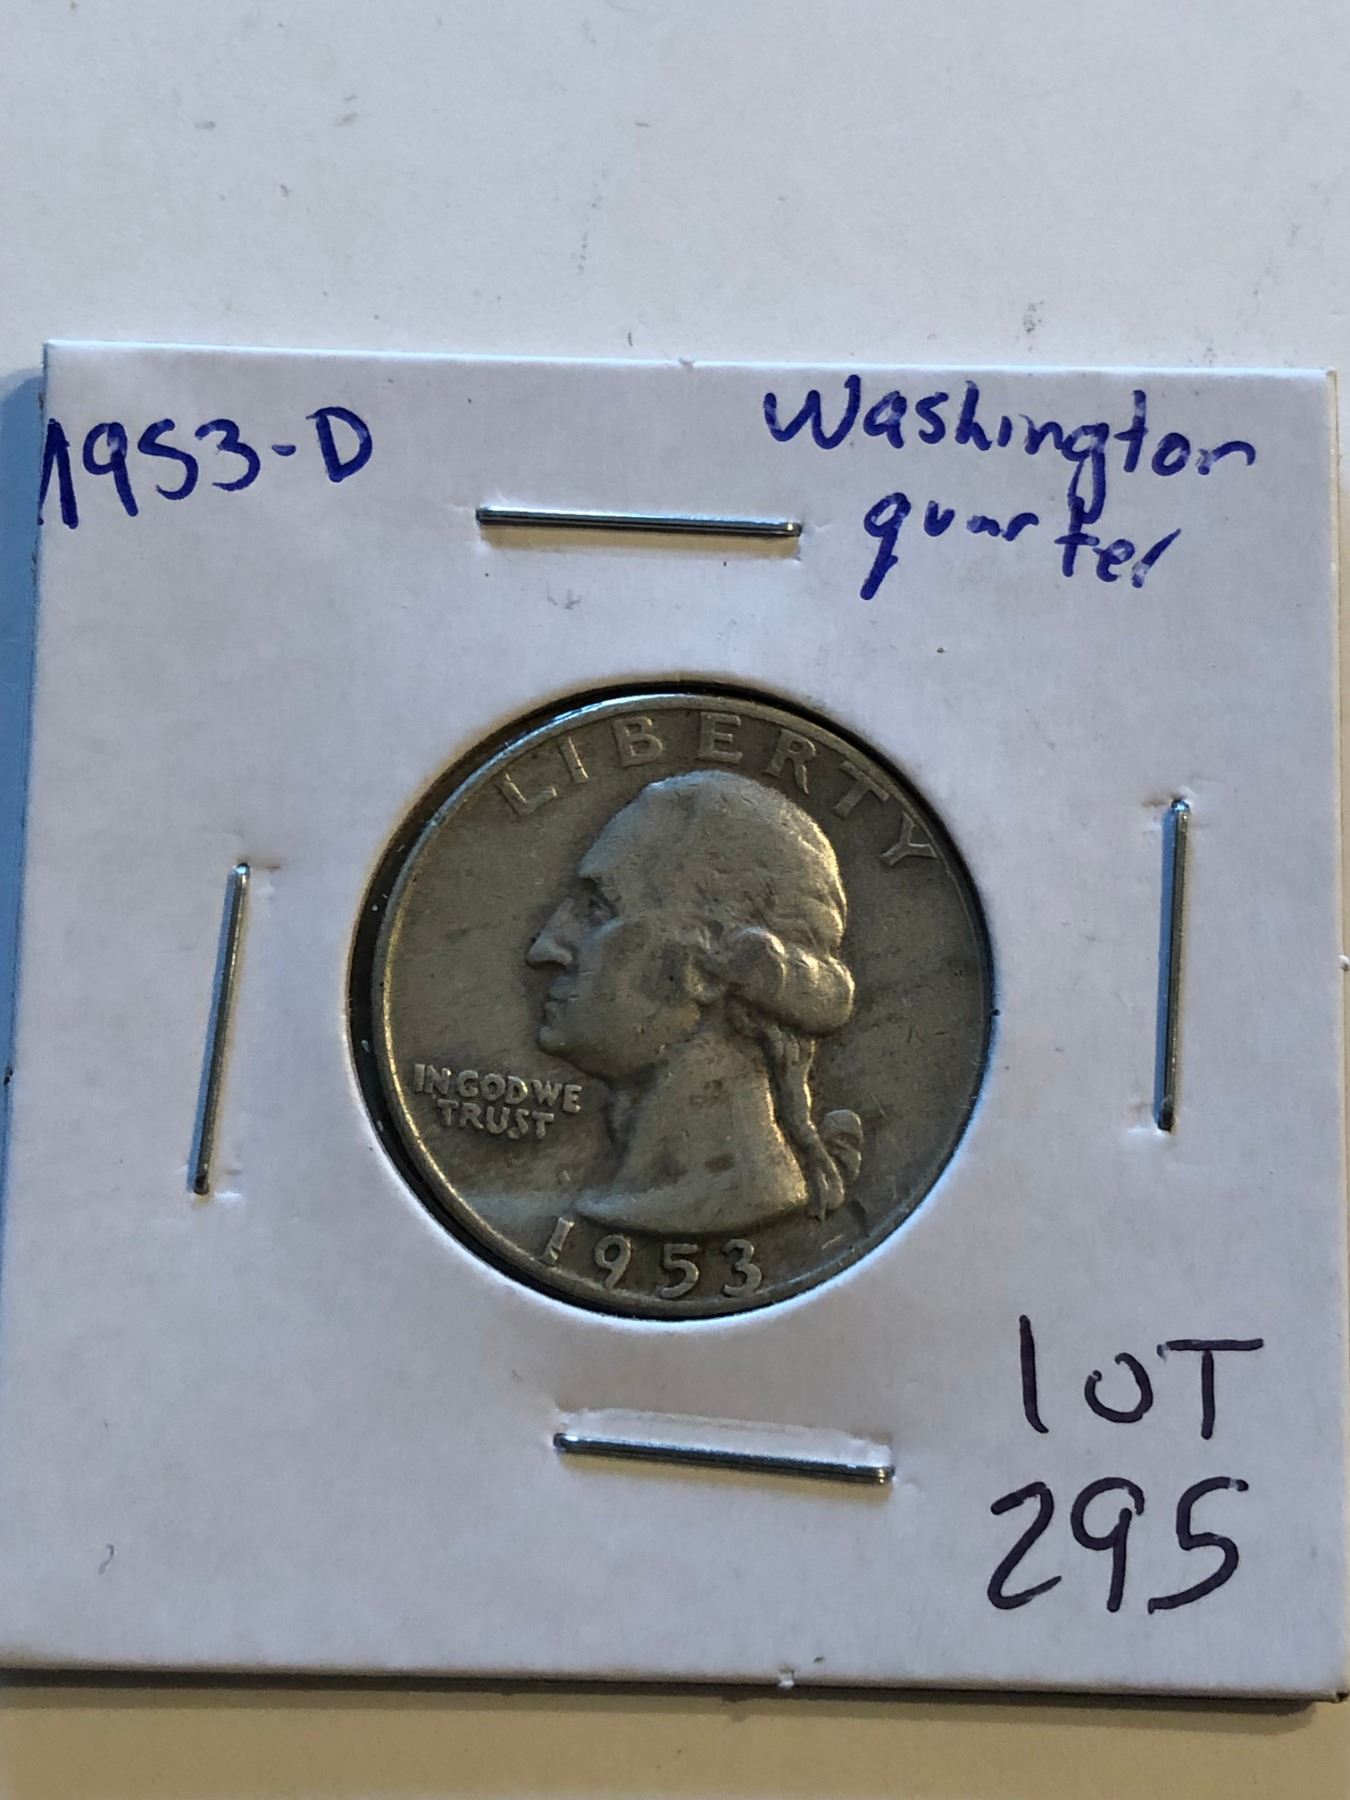 1953-D
Washington
quarter
LIBERTY
IN GOD WE
TRUST
1953
LOT
295